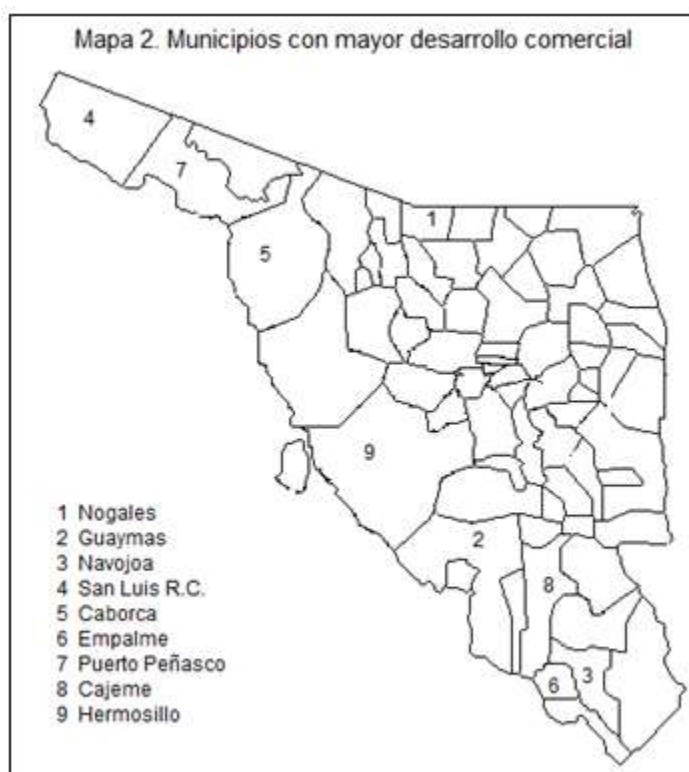 Mapa 2. Municipios con mayor desarrollo comercial
4
7
1
5
9
2
8
6
3
1 Nogales
2 Guaymas
3 Navojoa
4 San Luis R.C.
5 Caborca
6 Empalme
7 Puerto Peñasco
8 Cajeme
9 Hermosillo